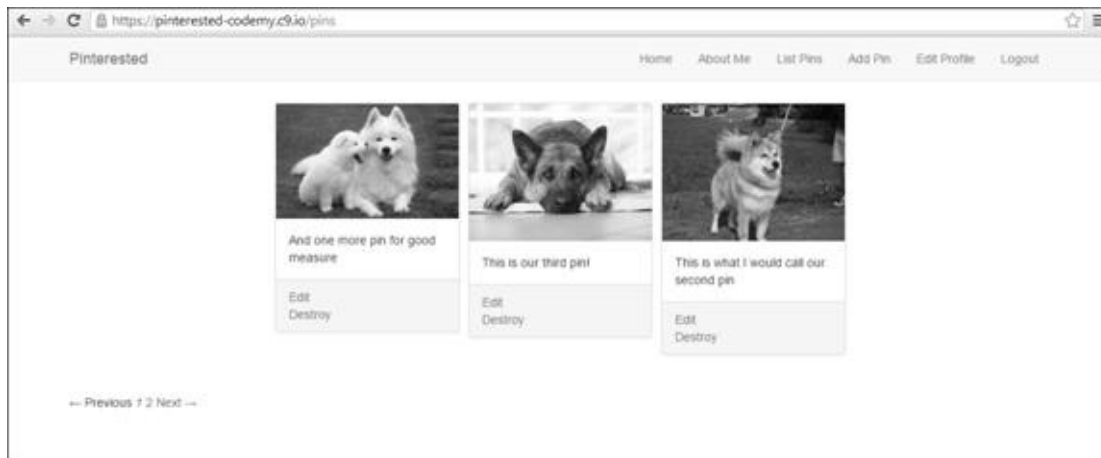 https://pinterested-codemy.c9.io/pins
Pinterested
Home About Me List Pins Add Pin Edit Profile Logout
And one more pin for good
measure
Edit
Destroy
This is our third pin!
Edit
Destroy
This is what I would call our
second pin
Edit
Destroy
← Previous 1 2 Next →